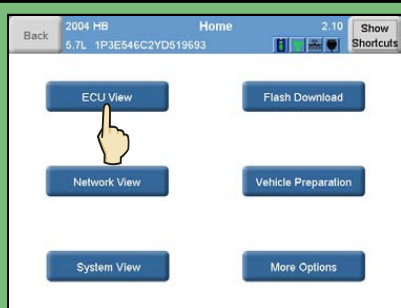 Back
2004 HB Home 2.10
5.7L 1P3E546C2YD519693
Show
Shortcuts
ECU View
Flash Download
Network View
Vehicle Preparation
System View
More Options